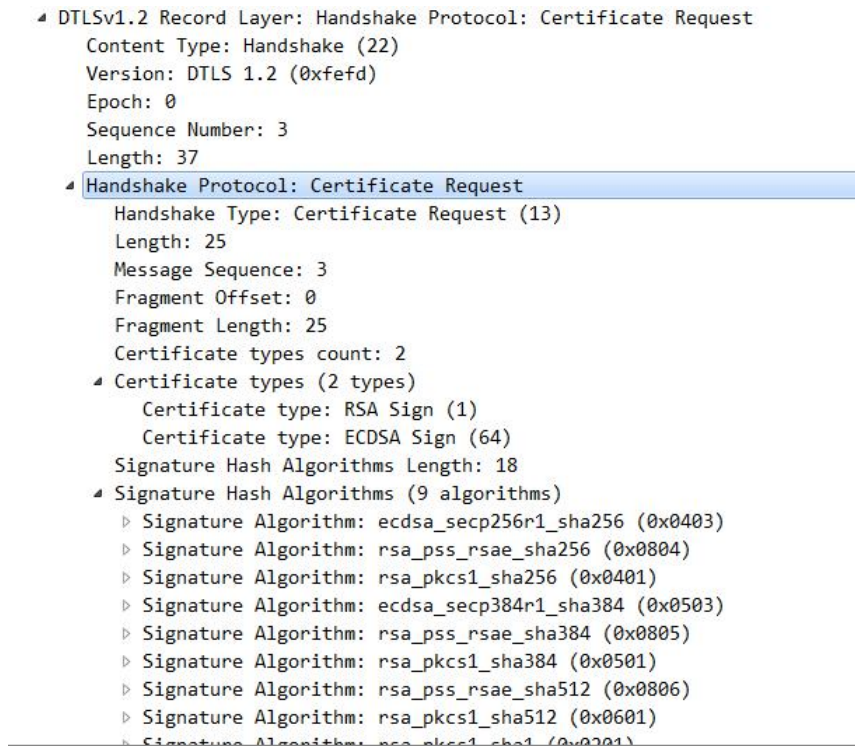 DTLSv1.2 Record Layer: Handshake Protocol: Certificate Request
Content Type: Handshake (22)
Version: DTLS 1.2 (0xfefd)
Epoch: 0
Sequence Number: 3
Length: 37
Handshake Protocol: Certificate Request
Handshake Type: Certificate Request (13)
Length: 25
Message Sequence: 3
Fragment Offset: 0
Fragment Length: 25
Certificate types count: 2
Certificate types (2 types)
Certificate type: RSA Sign (1)
Certificate type: ECDSA Sign (64)
Signature Hash Algorithms Length: 18
Signature Hash Algorithms (9 algorithms)
Signature Algorithm: ecdsa_secp256r1_sha256 (0x0403)
Signature Algorithm: rsa_pss_rsae_sha256 (0x0804)
Signature Algorithm: rsa_pkcs1_sha256 (0x0401)
Signature Algorithm: ecdsa_secp384r1_sha384 (0x0503)
Signature Algorithm: rsa_pss_rsae_sha384 (0x0805)
Signature Algorithm: rsa_pkcs1_sha384 (0x0501)
Signature Algorithm: rsa_pss_rsae_sha512 (0x0806)
Signature Algorithm: rsa_pkcs1_sha512 (0x0601)
Signature Algorithm: rsa_pkcs1_sha1 (0x0201)